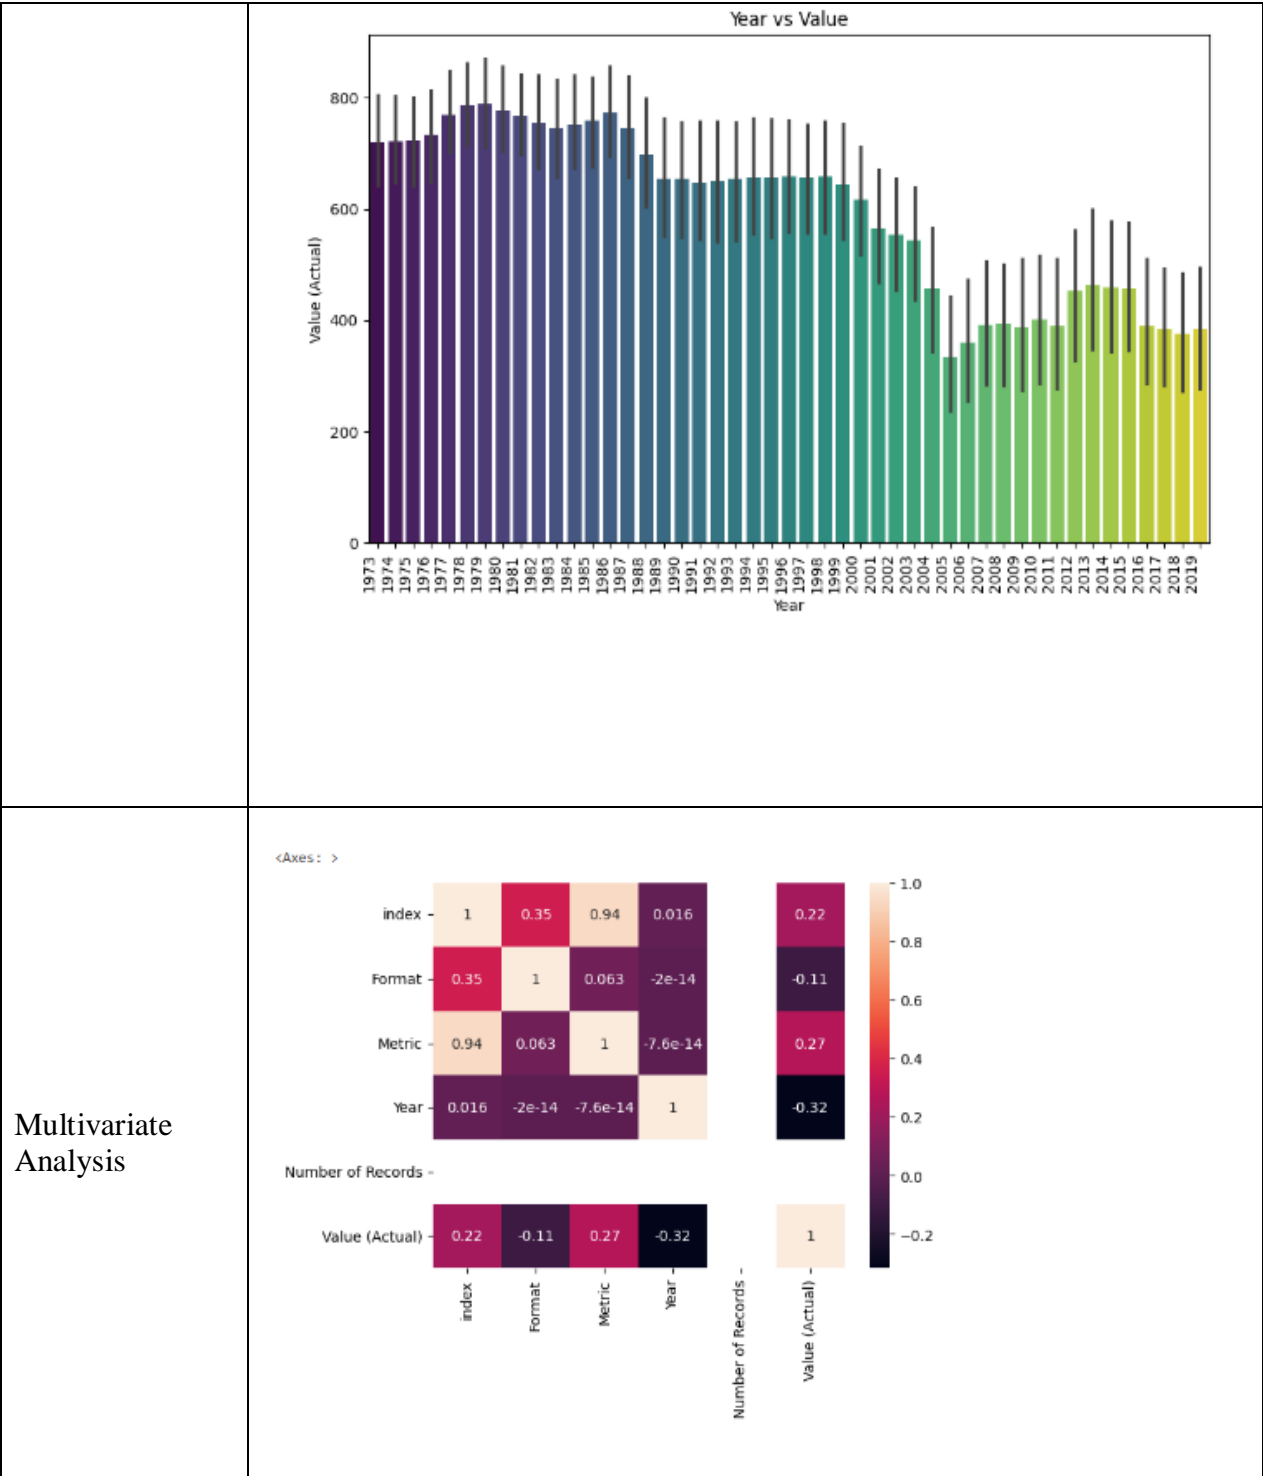 Year vs Value
800
600
400
200
0
Value (Actual)
1973 1974 1975 1976 1977 1978 1979 1980 1981 1982 1983 1984 1985 1986 1987 1988 1989 1990 1991 1992 1993 1994 1995 1996 1997 1998 1999 2000 2001 2002 2003 2004 2005 2006 2007 2008 2009 2010 2011 2012 2013 2014 2015 2016 2017 2018 2019
Year
Multivariate
Analysis
<Axes: >
index 1 0.35 0.94 0.016 0.22
Format 0.35 1 0.063 -2e-14 -0.11
Metric 0.94 0.063 1 -7.6e-14 0.27
Year 0.016 -2e-14 -7.6e-14 1 -0.32
Number of Records
Value (Actual) 0.22 -0.11 0.27 -0.32 1
index Format Metric Year Number of Records Value (Actual)
1.0
0.8
0.6
0.4
0.2
0.0
−0.2